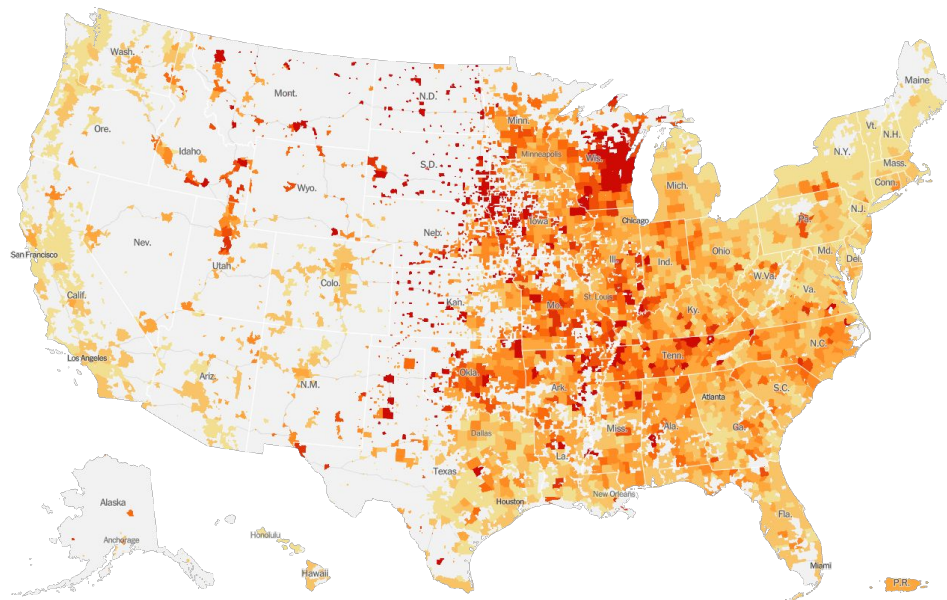 Wash.
Mont.
N.D.
Minn.
Maine
Ore.
Idaho
Minneapolis
Wis.
Vt.
N.H.
N.Y.
Mass.
S.D.
Wyo.
Mich.
Conn.
Iowa
Chicago
Pa.
N.J.
Nev.
Neb.
San Francisco
Utah
Ill.
Ind.
Ohio
Md.
Del.
Colo.
W.Va.
Calif.
Kan.
Mo.
St. Louis
Va.
Ky.
Los Angeles
Tenn.
N.C.
Ariz.
N.M.
Okla.
Ark.
S.C.
Atlanta
Dallas
Miss.
Ala.
Ga.
La.
Texas
Houston
New Orleans
Alaska
Fla.
Honolulu
Anchorage
Miami
Hawaii
P.R.